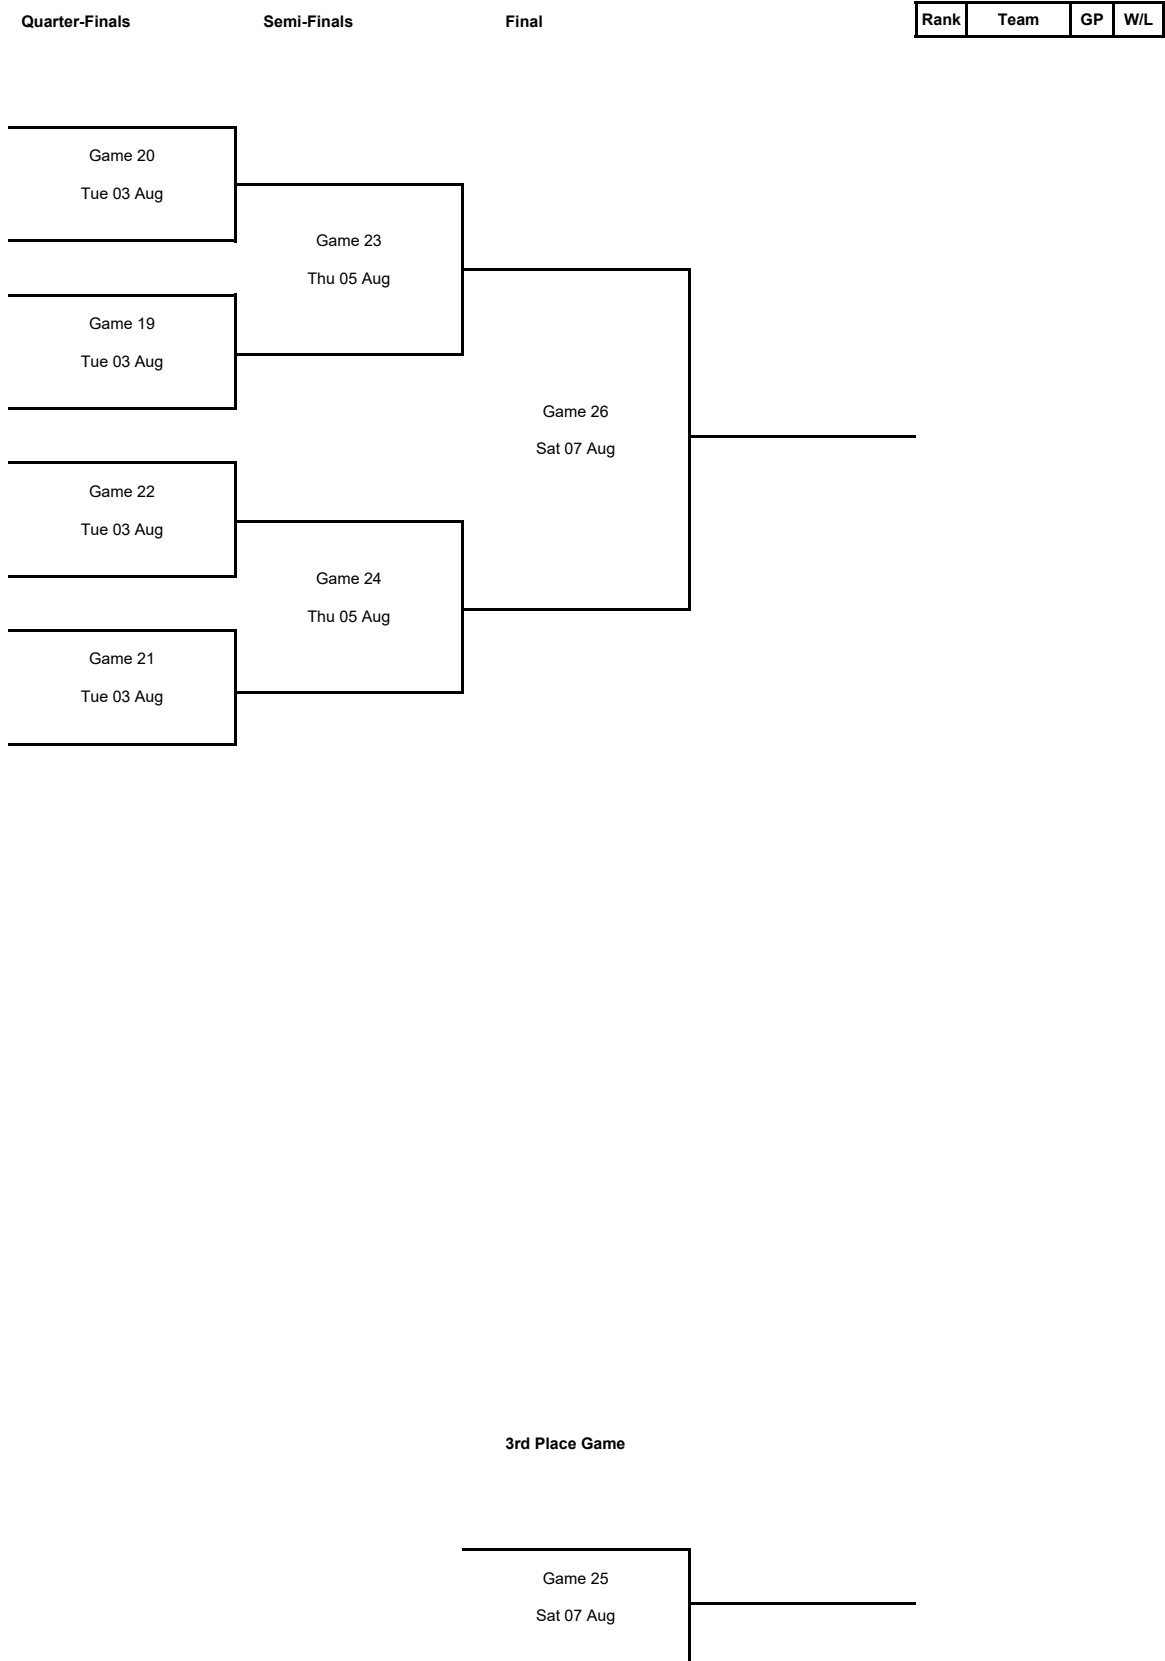 Quarter-Finals Semi-Finals Final Rank Team GP W/L
Game 20
Tue 03 Aug
Game 23
Thu 05 Aug
Game 19
Tue 03 Aug
Game 26
Sat 07 Aug
Game 22
Tue 03 Aug
Game 24
Thu 05 Aug
Game 21
Tue 03 Aug
3rd Place Game
Game 25
Sat 07 Aug